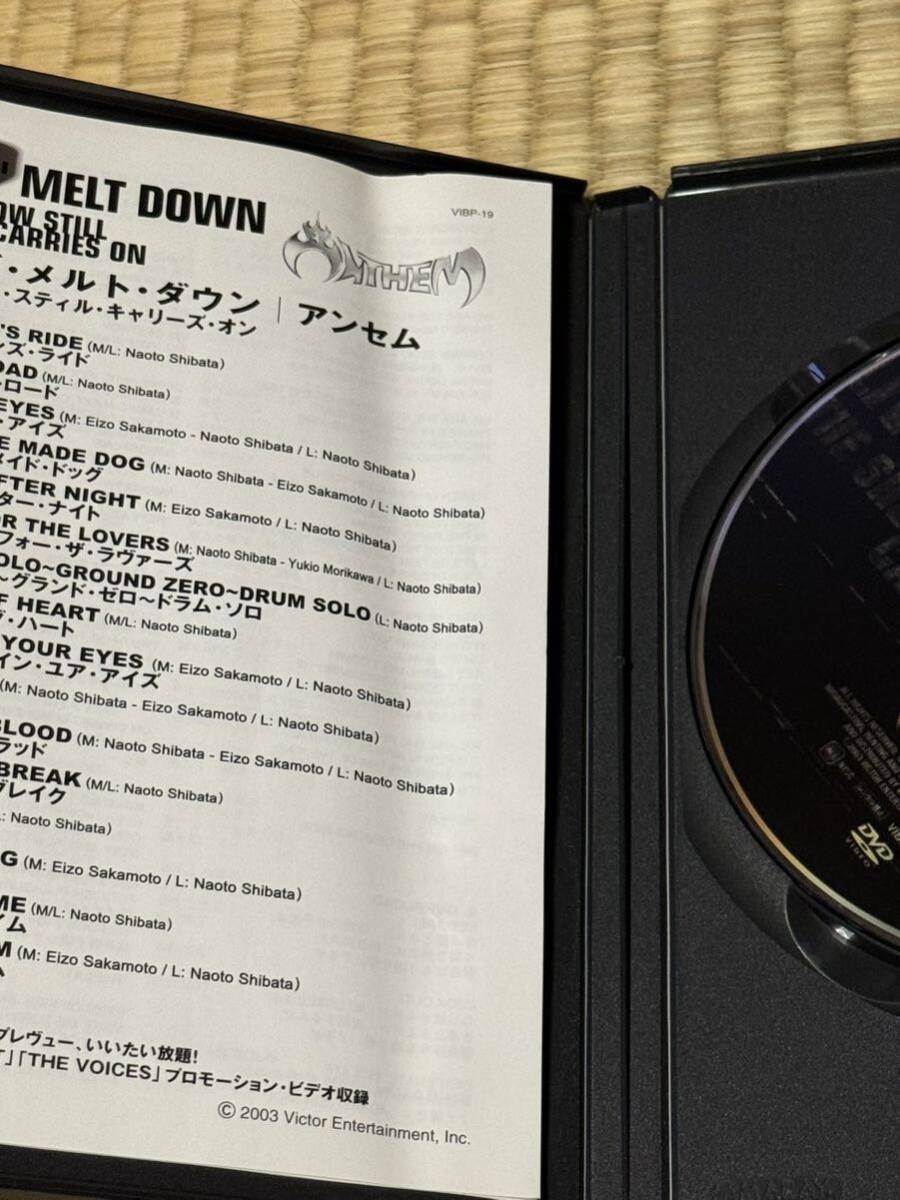 MELT DOWN
VIBP-19
OW STILL
CARRIES ON
ANTHEM
・メルト・ダウン | アンセム
・スティル・キャリーズ・オン
'S RIDE (M/L: Naoto Shibata)
ンズ・ライド
OAD (M/L: Naoto Shibata)
・ロード
EYES (M: Eizo Sakamoto - Naoto Shibata / L: Naoto Shibata)
・アイズ
E MADE DOG (M: Naoto Shibata - Eizo Sakamoto / L: Naoto Shibata)
メイド・ドッグ
FTER NIGHT (M: Eizo Sakamoto / L: Naoto Shibata)
ター・ナイト
OR THE LOVERS (M: Naoto Shibata - Yukio Morikawa / L: Naoto Shibata)
フォー・ザ・ラヴァーズ
OLO~GROUND ZERO~DRUM SOLO (L: Naoto Shibata)
～グランド・ゼロ～ドラム・ソロ
F HEART (M/L: Naoto Shibata)
ヴ・ハート
YOUR EYES (M: Eizo Sakamoto / L: Naoto Shibata)
イン・ユア・アイズ
(M: Naoto Shibata - Eizo Sakamoto / L: Naoto Shibata)
BLOOD (M: Naoto Shibata - Eizo Sakamoto / L: Naoto Shibata)
ラッド
BREAK (M/L: Naoto Shibata)
ブレイク
L: Naoto Shibata)
G (M: Eizo Sakamoto / L: Naoto Shibata)
ME (M/L: Naoto Shibata)
イム
M (M: Eizo Sakamoto / L: Naoto Shibata)
ム
プレヴュー、いいたい放題!
T」「THE VOICES」プロモーション・ビデオ収録
© 2003 Victor Entertainment, Inc.
DVD
VIDEO